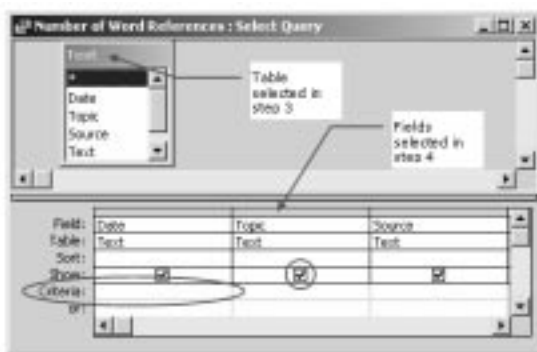 Number of Word References : Select Query
Text
*
Date
Topic
Source
Text
Table
selected in
step 3
Fields
selected in
step 4
Field: Date Topic Source
Table: Text Text Text
Sort:
Show:
Criteria:
or: